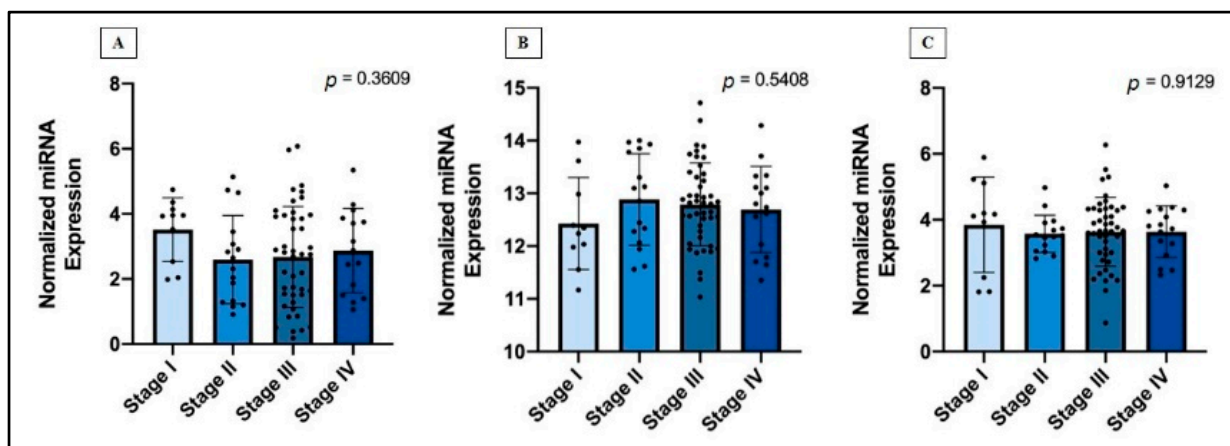 A
p = 0.3609
Normalized miRNA
Expression
8
6
4
2
0
Stage I
Stage II
Stage III
Stage IV
B
p = 0.5408
Normalized miRNA
Expression
15
14
13
12
11
10
Stage I
Stage II
Stage III
Stage IV
C
p = 0.9129
Normalized miRNA
Expression
8
6
4
2
0
Stage I
Stage II
Stage III
Stage IV